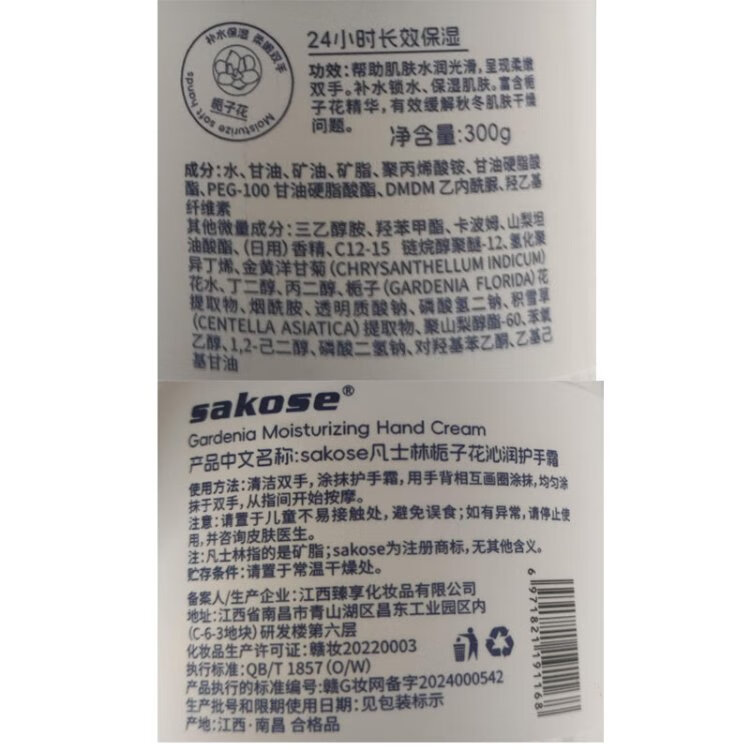 补水保湿 柔嫩双手
栀子花
Moisturize soft hands
24小时长效保湿
功效：帮助肌肤水润光滑，呈现柔嫩
双手。补水锁水、保湿肌肤。富含栀
子花精华，有效缓解秋冬肌肤干燥
问题。
净含量：300g
成分：水、甘油、矿油、矿脂、聚丙烯酸铵、甘油硬脂酸
酯、PEG-100 甘油硬脂酸酯、DMDM 乙内酰脲、羟乙基
纤维素
其他微量成分：三乙醇胺、羟苯甲酯、卡波姆、山梨坦
油酸酯、（日用）香精、C12-15 链烷醇聚醚-12、氢化聚
异丁烯、金黄洋甘菊（CHRYSANTHELLUM INDICUM）
花水、丁二醇、丙二醇、栀子（GARDENIA FLORIDA）花
提取物、烟酰胺、透明质酸钠、磷酸氢二钠、积雪草
（CENTELLA ASIATICA）提取物、聚山梨醇酯-60、苯氧
乙醇、1,2-己二醇、磷酸二氢钠、对羟基苯乙酮、乙基己
基甘油
sakose®
Gardenia Moisturizing Hand Cream
产品中文名称：sakose凡士林栀子花沁润护手霜
使用方法：清洁双手，涂抹护手霜，用手背相互画圈涂抹，均匀涂
抹于双手，从指间开始按摩。
注意：请置于儿童不易接触处，避免误食；如有异常，请停止使
用，并咨询皮肤医生。
注：凡士林指的是矿脂；sakose为注册商标，无其他含义。
贮存条件：请置于常温干燥处。
备案人/生产企业：江西臻享化妆品有限公司
地址：江西省南昌市青山湖区昌东工业园区内
（C-6-3地块）研发楼第六层
化妆品生产许可证：赣妆20220003
执行标准：QB/T 1857（O/W）
产品执行的标准编号：赣G妆网备字2024000542
生产批号和限期使用日期：见包装标示
产地：江西·南昌 合格品
6971821191168